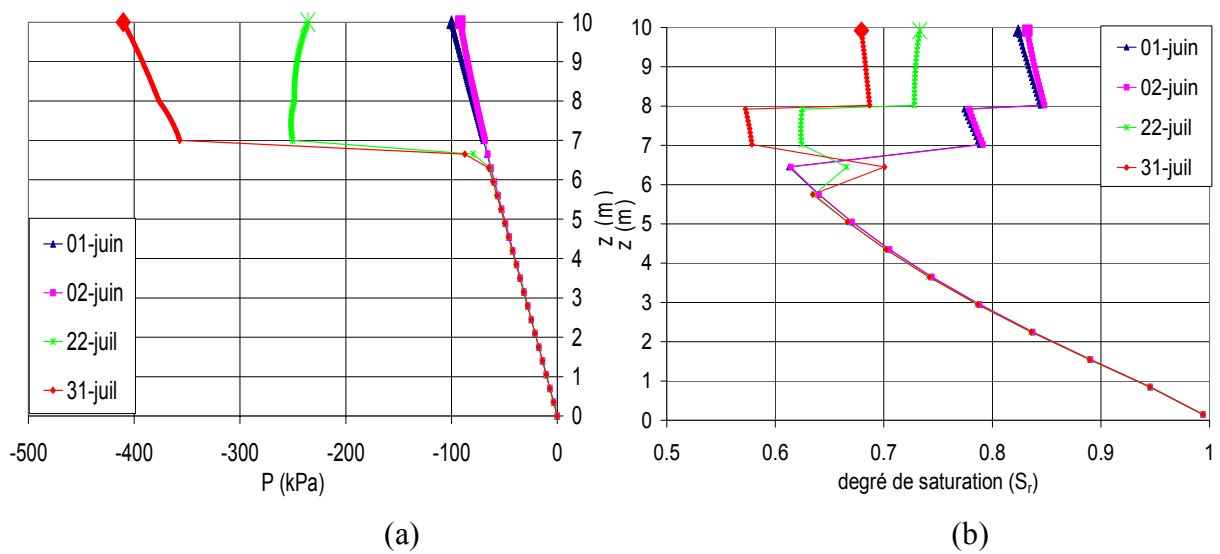 10
9
8
7
6
5
4
3
2
1
0
z (m)
-500 -400 -300 -200 -100 0
P (kPa)
01-juin
02-juin
22-juil
31-juil
(a)
10
9
8
7
6
5
4
3
2
1
0
z (m)
0.5 0.6 0.7 0.8 0.9 1
degré de saturation (Sr)
01-juin
02-juin
22-juil
31-juil
(b)